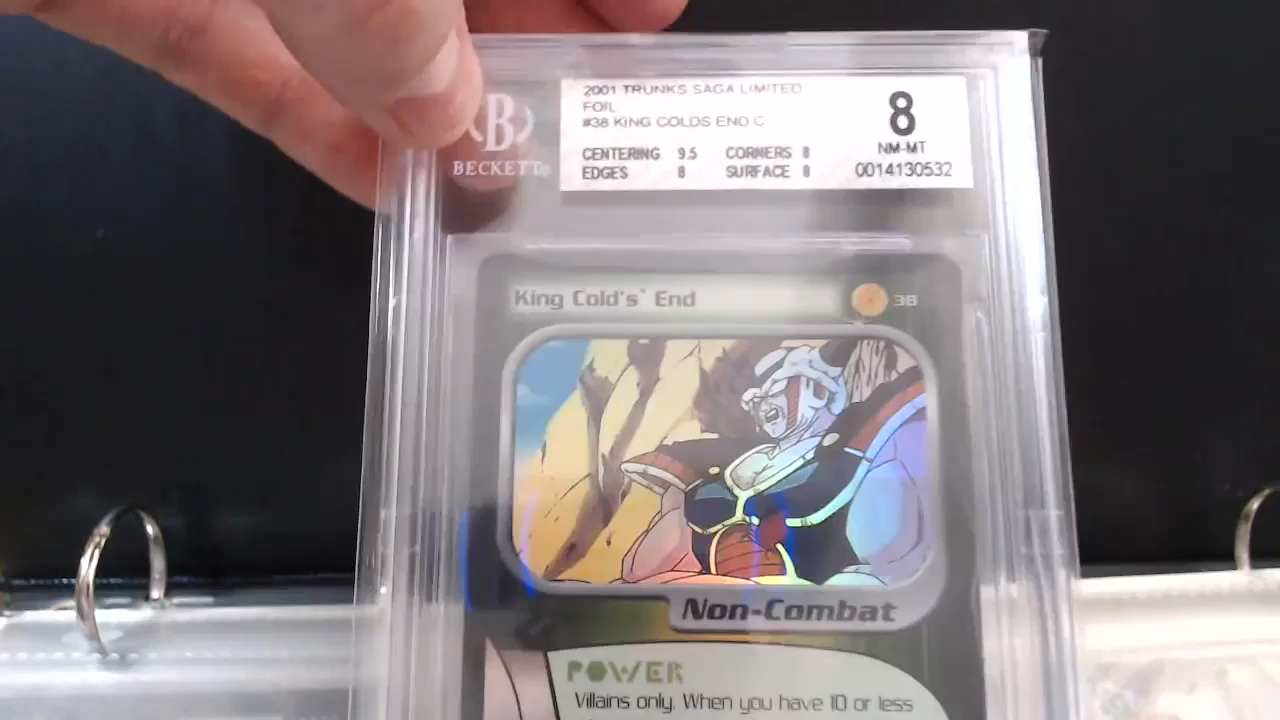 2001 TRUNKS SAGA LIMITED
FOIL
#38 KING COLDS END C
8
NM-MT
CENTERING 9.5 CORNERS 8
EDGES 8 SURFACE 8
0014130532
B
BECKETT®
King Cold's™ End
38
Non-Combat
POWER
Villains only. When you have 10 or less